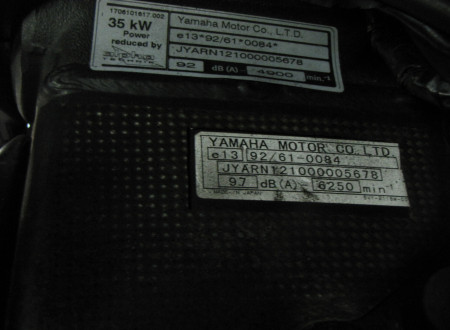 1706101817.002
35 kW
Power
reduced by
Yamaha Motor Co., L.T.D.
e13*92/61*0084*
JYARN121000005678
92 dB(A) - 4900 min⁻¹
YAMAHA MOTOR CO.LTD.
e13 92/61-0084
JYARN121000005678
97 dB(A) - 6250 min⁻¹